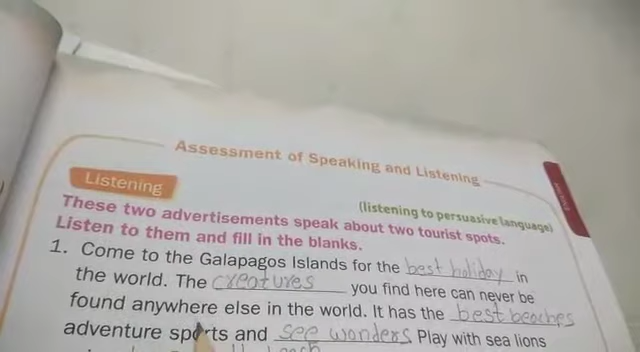 Assessment of Speaking and Listening
Listening
(listening to persuasive language)
These two advertisements speak about two tourist spots.
Listen to them and fill in the blanks.
1. Come to the Galapagos Islands for the best holiday in
the world. The creatures you find here can never be
found anywhere else in the world. It has the best beaches
adventure sports and see wonders. Play with sea lions